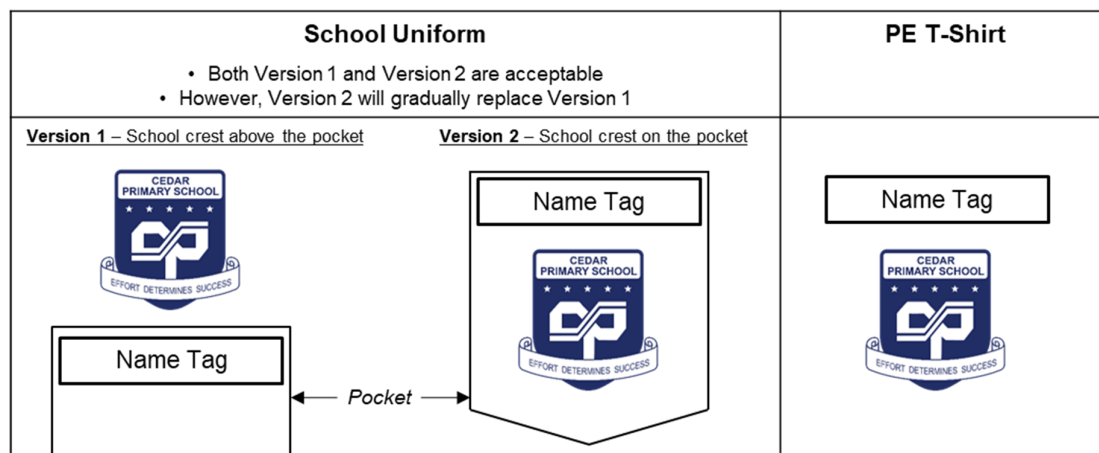 School Uniform
• Both Version 1 and Version 2 are acceptable
• However, Version 2 will gradually replace Version 1
PE T-Shirt
Version 1 – School crest above the pocket
Version 2 – School crest on the pocket
CEDAR
PRIMARY SCHOOL
CP
EFFORT DETERMINES SUCCESS
Name Tag
Pocket
Name Tag
CEDAR
PRIMARY SCHOOL
CP
EFFORT DETERMINES SUCCESS
Name Tag
CEDAR
PRIMARY SCHOOL
CP
EFFORT DETERMINES SUCCESS